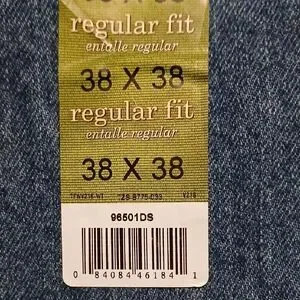 regular fit
entalle regular
38 X 38
regular fit
entalle regular
38 X 38
96501DS
0 84084 46184 1